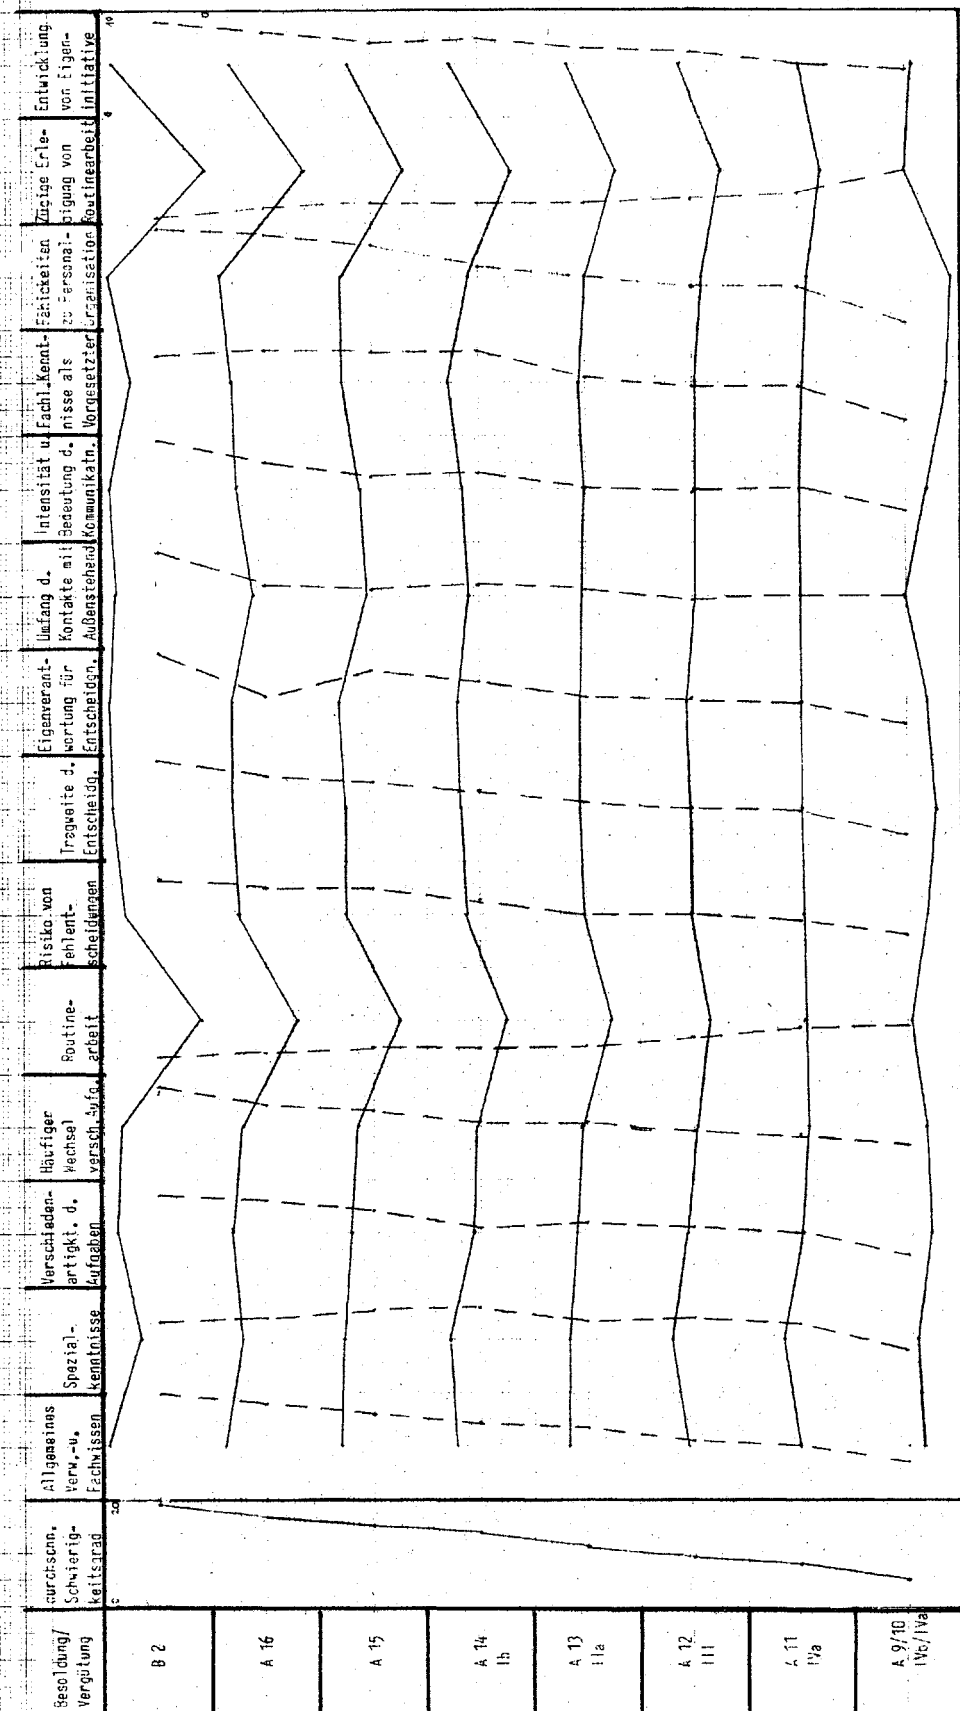 Besoldung/
Vergütung
durchschn.
Schwierig-
keitsgrad
Allgemeines
Verw.-u.
Fachwissen
Spezial-
kenntnisse
Verschieden-
artigkt. d.
Aufgaben
Häufiger
Wechsel
versch.Aufg.
Routine-
arbeit
Risiko von
Fehlent-
scheidungen
Tragweite d.
Entscheidg.
Eigenverant-
wortung für
Entscheidgn.
Umfang d.
Kontakte mit
Außenstehend.
Intensität u.
Bedeutung d.
Kommunikatn.
Fachl.Kennt-
nisse als
Vorgesetzter
Fähigkeiten
zu Personal-
organisation
Zügige Erle-
digung von
Routinearbeit
Entwicklung
von Eigen-
initiative
20
0
10
0
B 2
A 16
A 15
A 14
Ib
A 13
IIa
A 12
III
A 11
IVa
A 9/10
IVb/IVa